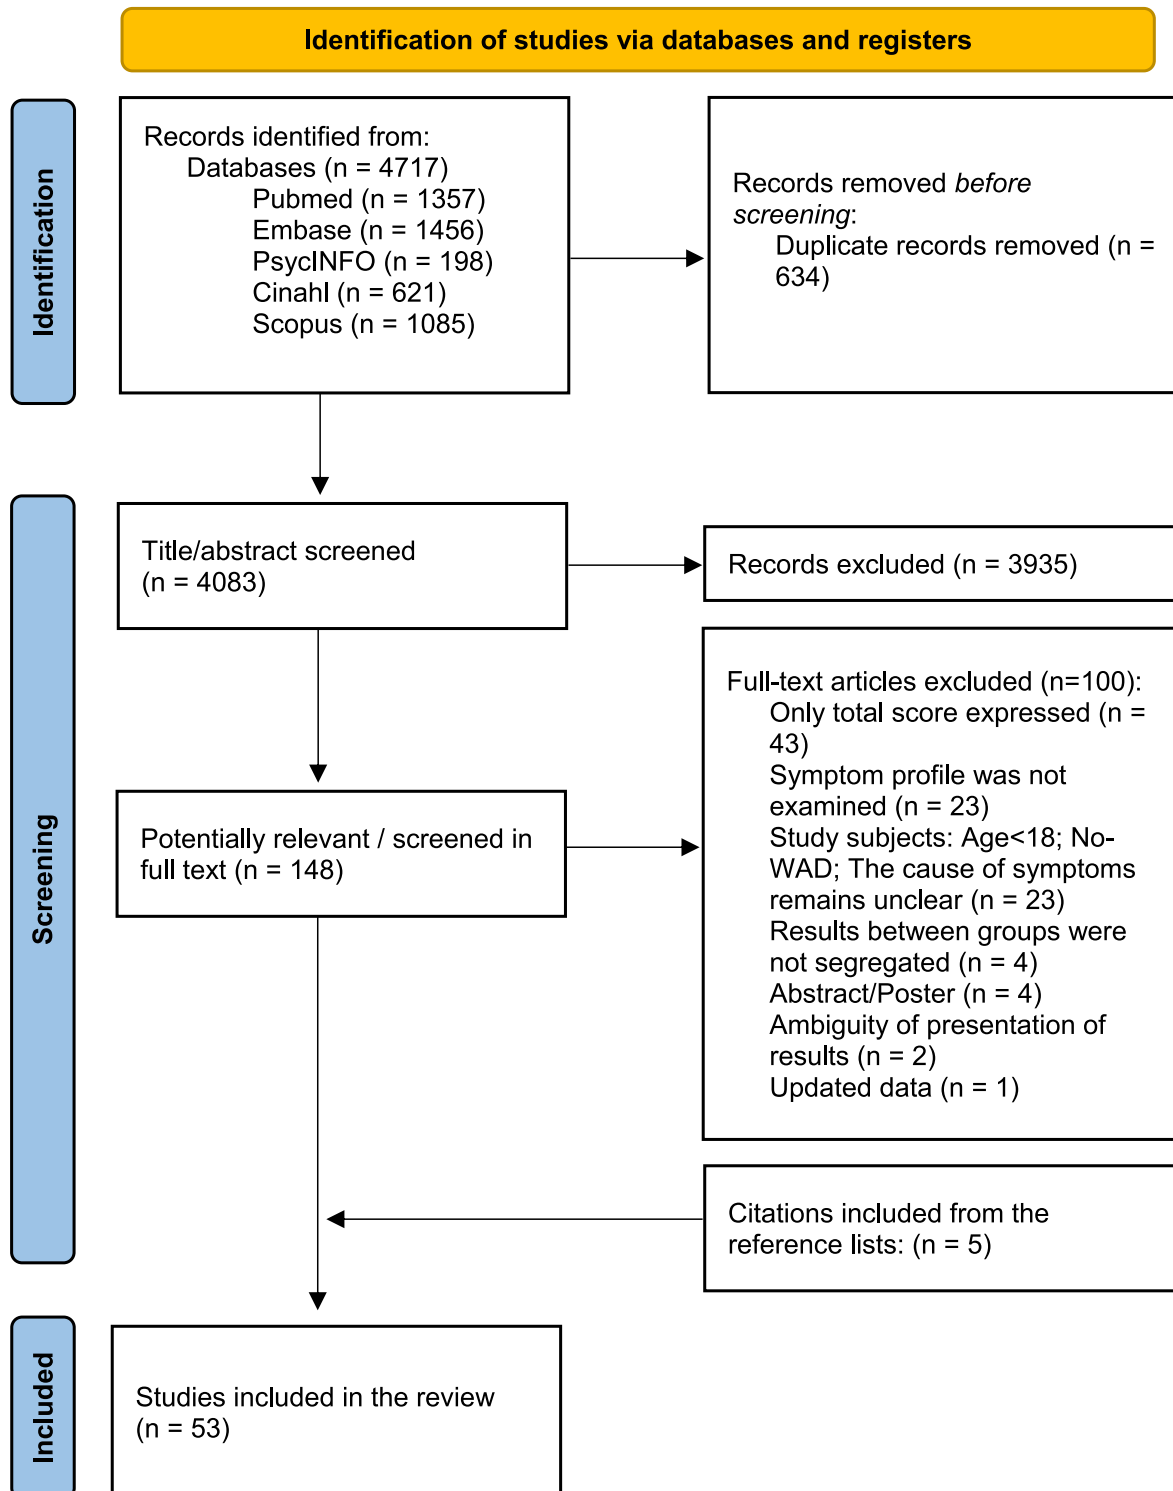 Identification of studies via databases and registers
Identification
Records identified from:
Databases (n = 4717)
Pubmed (n = 1357)
Embase (n = 1456)
PsycINFO (n = 198)
Cinahl (n = 621)
Scopus (n = 1085)
Records removed before
screening:
Duplicate records removed (n =
634)
Screening
Title/abstract screened
(n = 4083)
Records excluded (n = 3935)
Potentially relevant / screened in
full text (n = 148)
Full-text articles excluded (n=100):
Only total score expressed (n =
43)
Symptom profile was not
examined (n = 23)
Study subjects: Age<18; No-
WAD; The cause of symptoms
remains unclear (n = 23)
Results between groups were
not segregated (n = 4)
Abstract/Poster (n = 4)
Ambiguity of presentation of
results (n = 2)
Updated data (n = 1)
Citations included from the
reference lists: (n = 5)
Included
Studies included in the review
(n = 53)